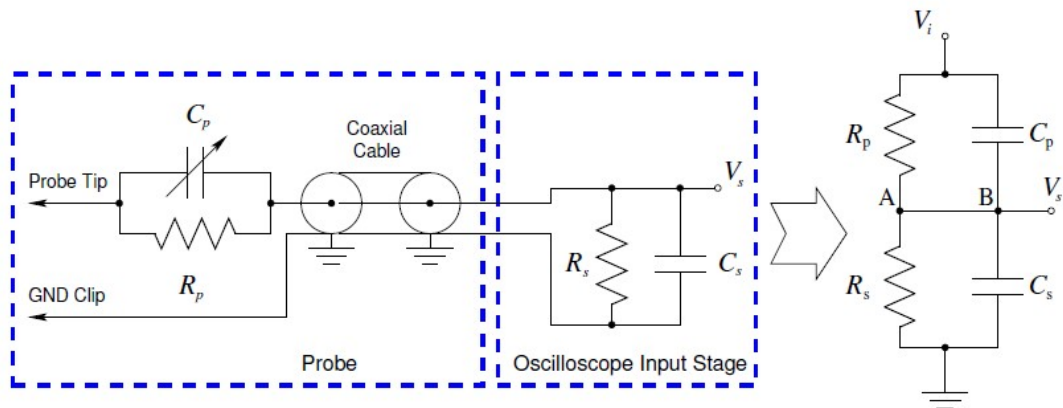 C_p
Coaxial
Cable
Probe Tip
R_p
GND Clip
Probe
V_s
R_s
C_s
Oscilloscope Input Stage
V_i
R_p
C_p
A
B
V_s
R_s
C_s